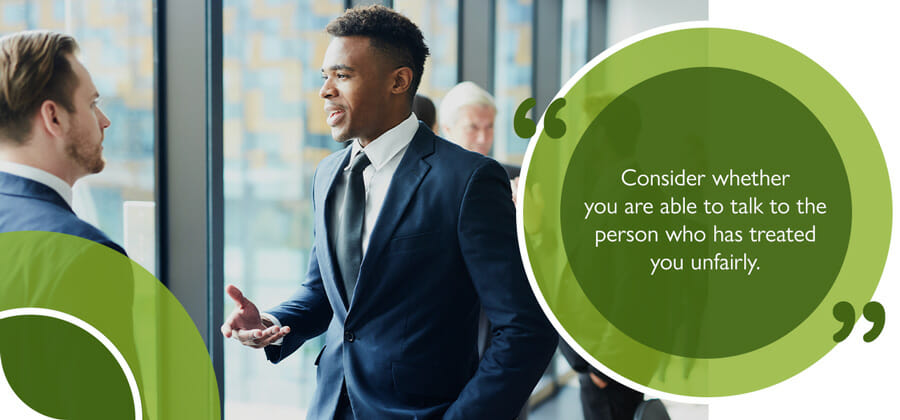 Consider whether
you are able to talk to the
person who has treated
you unfairly.